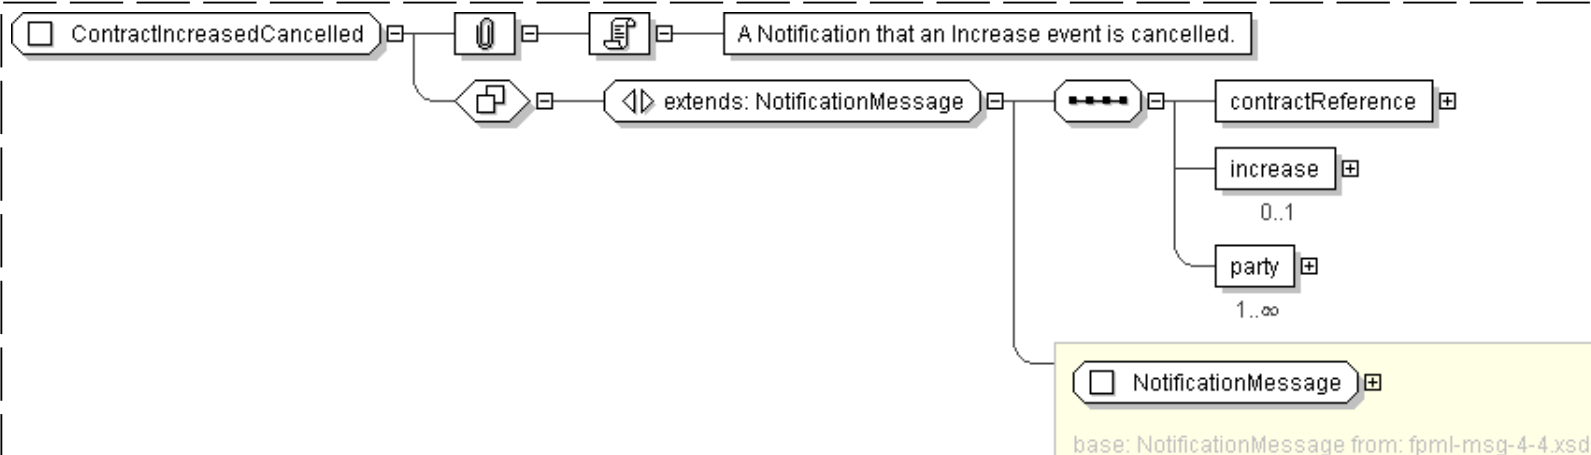 ContractIncreasedCancelled
A Notification that an Increase event is cancelled.
extends: NotificationMessage
contractReference
increase
0..1
party
1..∞
NotificationMessage
base: NotificationMessage from: fpml-msg-4-4.xsd